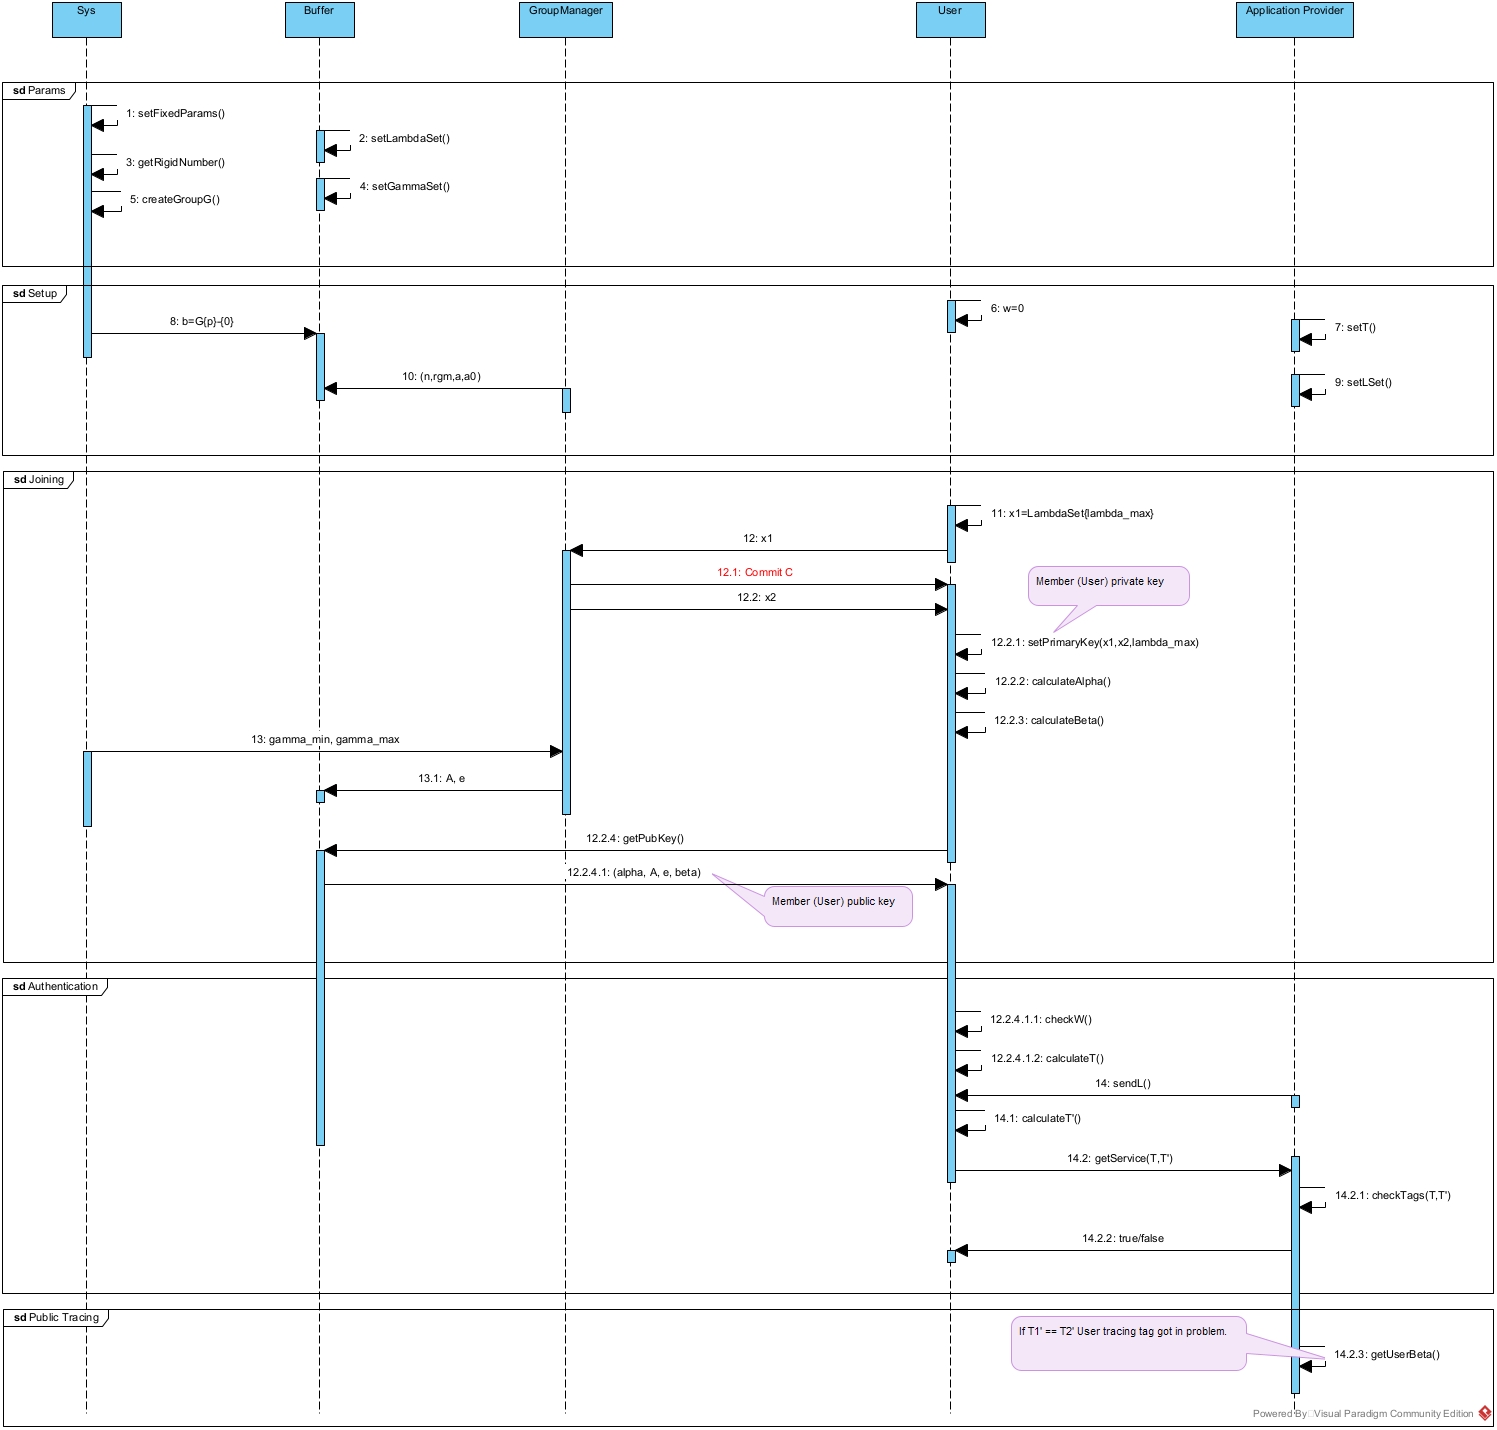 Sys
Buffer
GroupManager
User
Application Provider
sd Params
1: setFixedParams()
2: setLambdaSet()
3: getRigidNumber()
4: setGammaSet()
5: createGroupG()
sd Setup
6: w=0
8: b=G{p}-{0}
7: setT()
10: (n,rgm,a,a0)
9: setLSet()
sd Joining
11: x1=LambdaSet{lambda_max}
12: x1
12.1: Commit C
Member (User) private key
12.2: x2
12.2.1: setPrimaryKey(x1,x2,lambda_max)
12.2.2: calculateAlpha()
12.2.3: calculateBeta()
13: gamma_min, gamma_max
13.1: A, e
12.2.4: getPubKey()
12.2.4.1: (alpha, A, e, beta)
Member (User) public key
sd Authentication
12.2.4.1.1: checkW()
12.2.4.1.2: calculateT()
14: sendL()
14.1: calculateT'()
14.2: getService(T,T')
14.2.1: checkTags(T,T')
14.2.2: true/false
sd Public Tracing
If T1' == T2' User tracing tag got in problem.
14.2.3: getUserBeta()
Powered By Visual Paradigm Community Edition